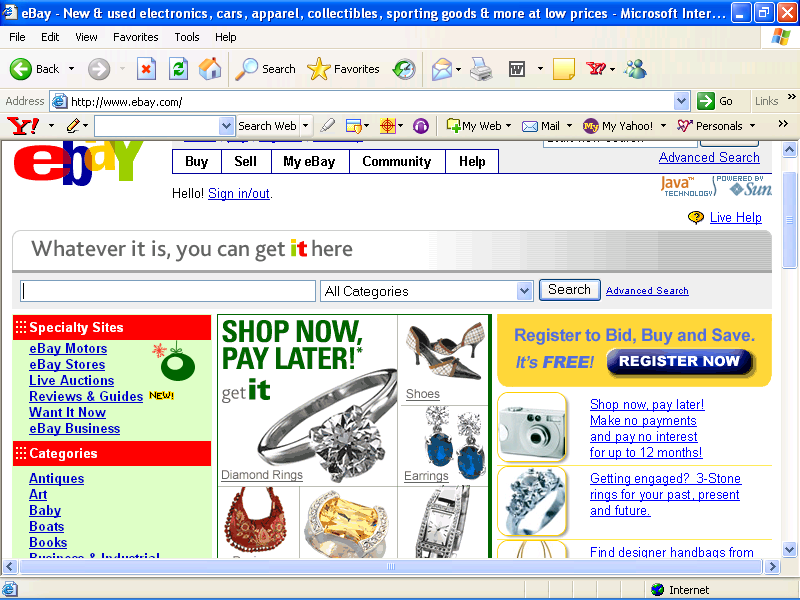 eBay - New & used electronics, cars, apparel, collectibles, sporting goods & more at low prices - Microsoft Inter...
File Edit View Favorites Tools Help
Back Search Favorites
Address http://www.ebay.com/ Go Links »
Y! Search Web My Web Mail My Yahoo! Personals »
ebay
Buy Sell My eBay Community Help
Advanced Search
Hello! Sign in/out.
Java TECHNOLOGY POWERED BY Sun
Live Help
Whatever it is, you can get it here
All Categories Search Advanced Search
Specialty Sites
eBay Motors
eBay Stores
Live Auctions
Reviews & Guides NEW!
Want It Now
eBay Business
Categories
Antiques
Art
Baby
Boats
Books
Business & Industrial
SHOP NOW,
PAY LATER!*
get it
Shoes
Diamond Rings
Earrings
Register to Bid, Buy and Save.
It's FREE! REGISTER NOW
Shop now, pay later!
Make no payments
and pay no interest
for up to 12 months!
Getting engaged? 3-Stone
rings for your past, present
and future.
Find designer handbags from
Internet